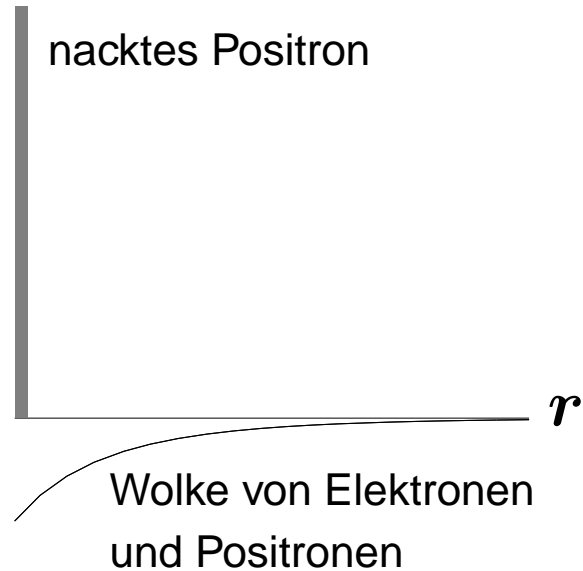 nacktes Positron
r
Wolke von Elektronen
und Positronen